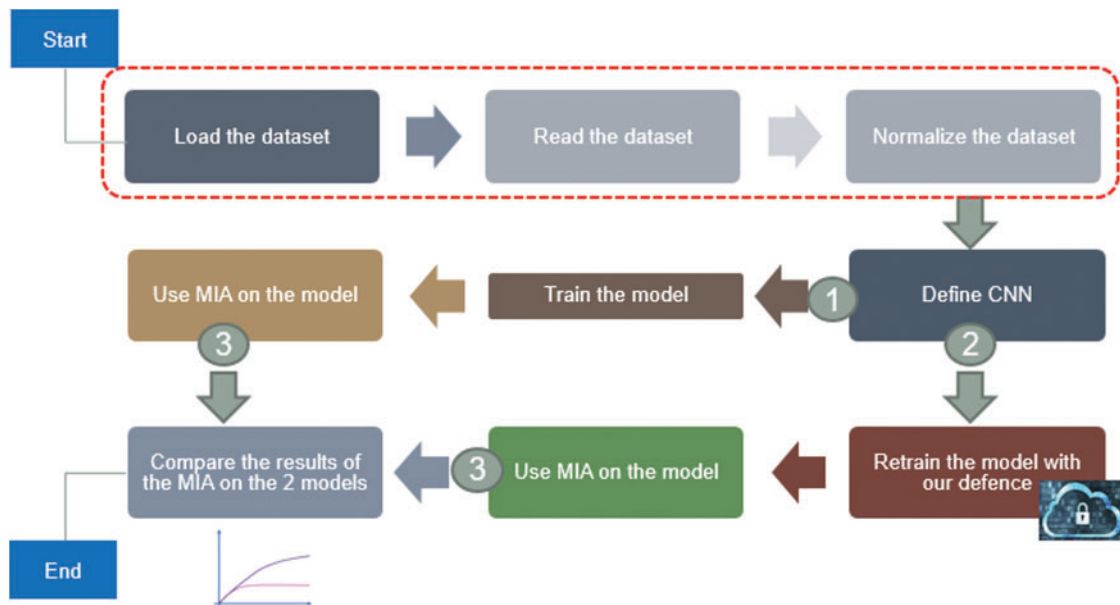 Start
Load the dataset
Read the dataset
Normalize the dataset
Use MIA on the model
Train the model
1
Define CNN
3
2
Compare the results of
the MIA on the 2 models
3
Use MIA on the model
Retrain the model with
our defence
End